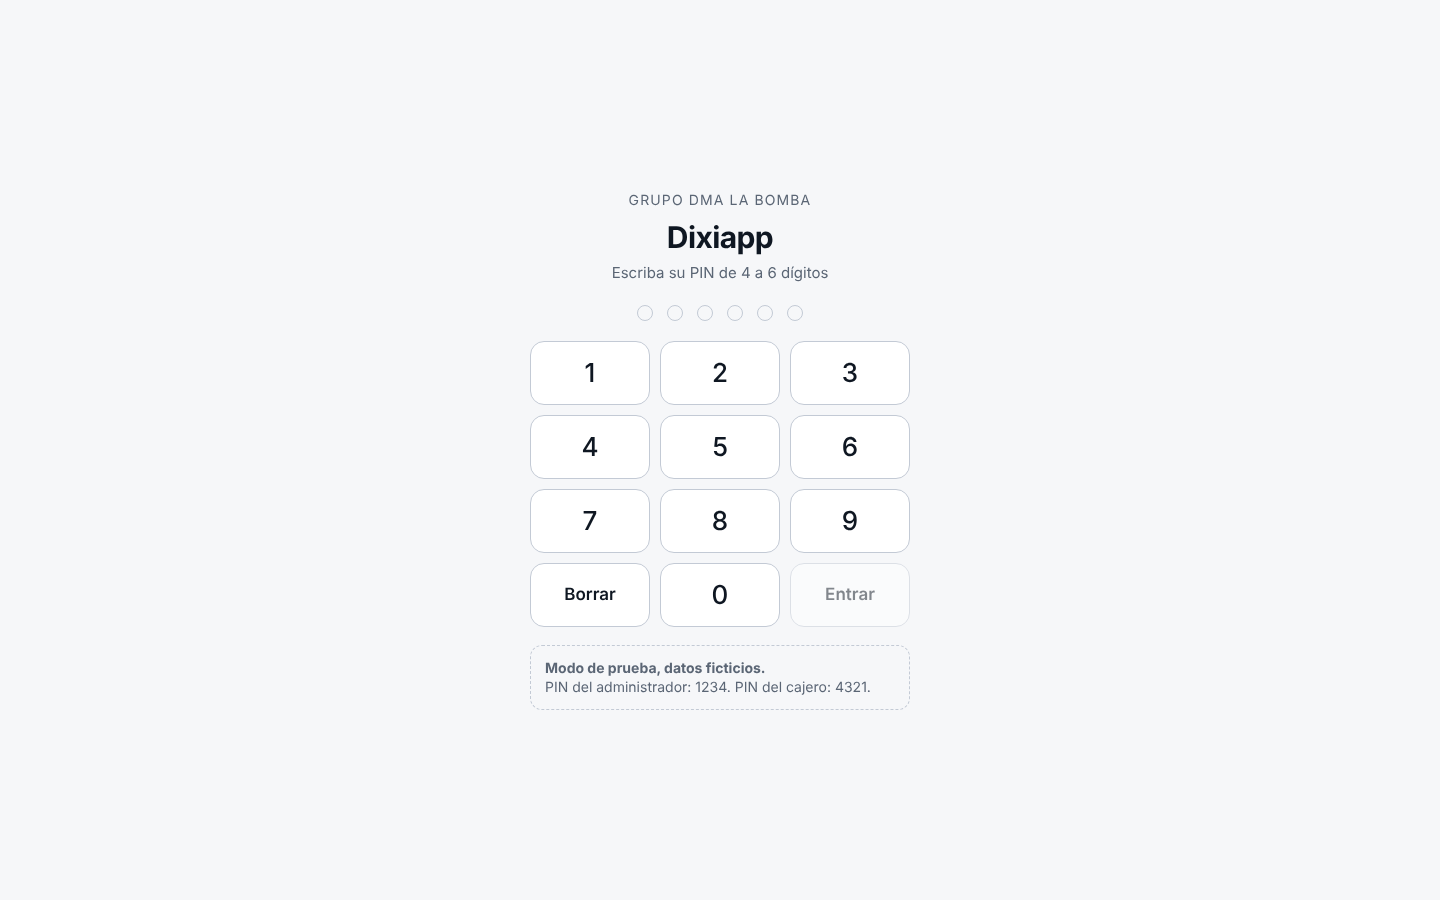 GRUPO DMA LA BOMBA
Dixiapp
Escriba su PIN de 4 a 6 dígitos
1 2 3
4 5 6
7 8 9
Borrar 0 Entrar
Modo de prueba, datos ficticios.
PIN del administrador: 1234. PIN del cajero: 4321.